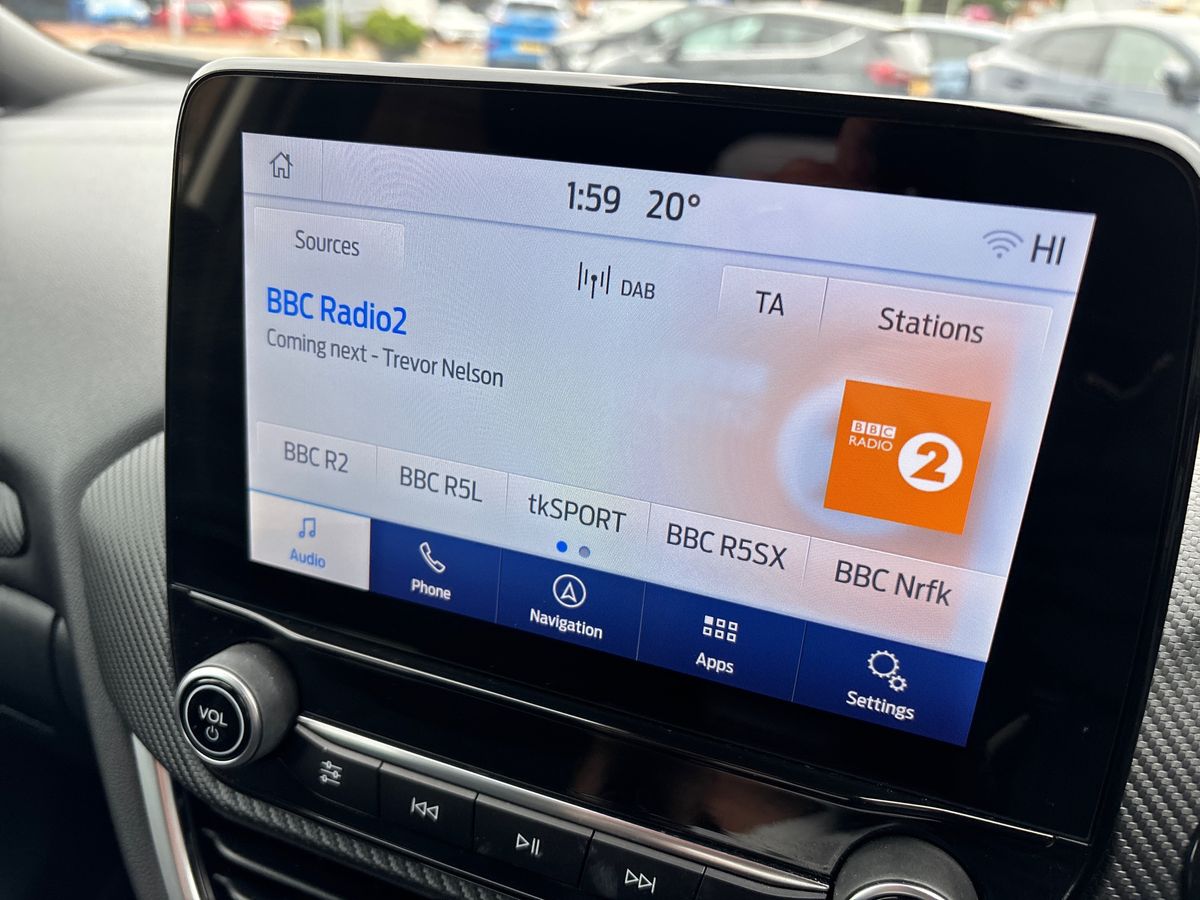 1:59 20°
HI
Sources
DAB
TA
Stations
BBC Radio2
Coming next - Trevor Nelson
BBC
RADIO
2
BBC R2
BBC R5L
tkSPORT
BBC R5SX
BBC Nrfk
Audio
Phone
Navigation
Apps
Settings
VOL